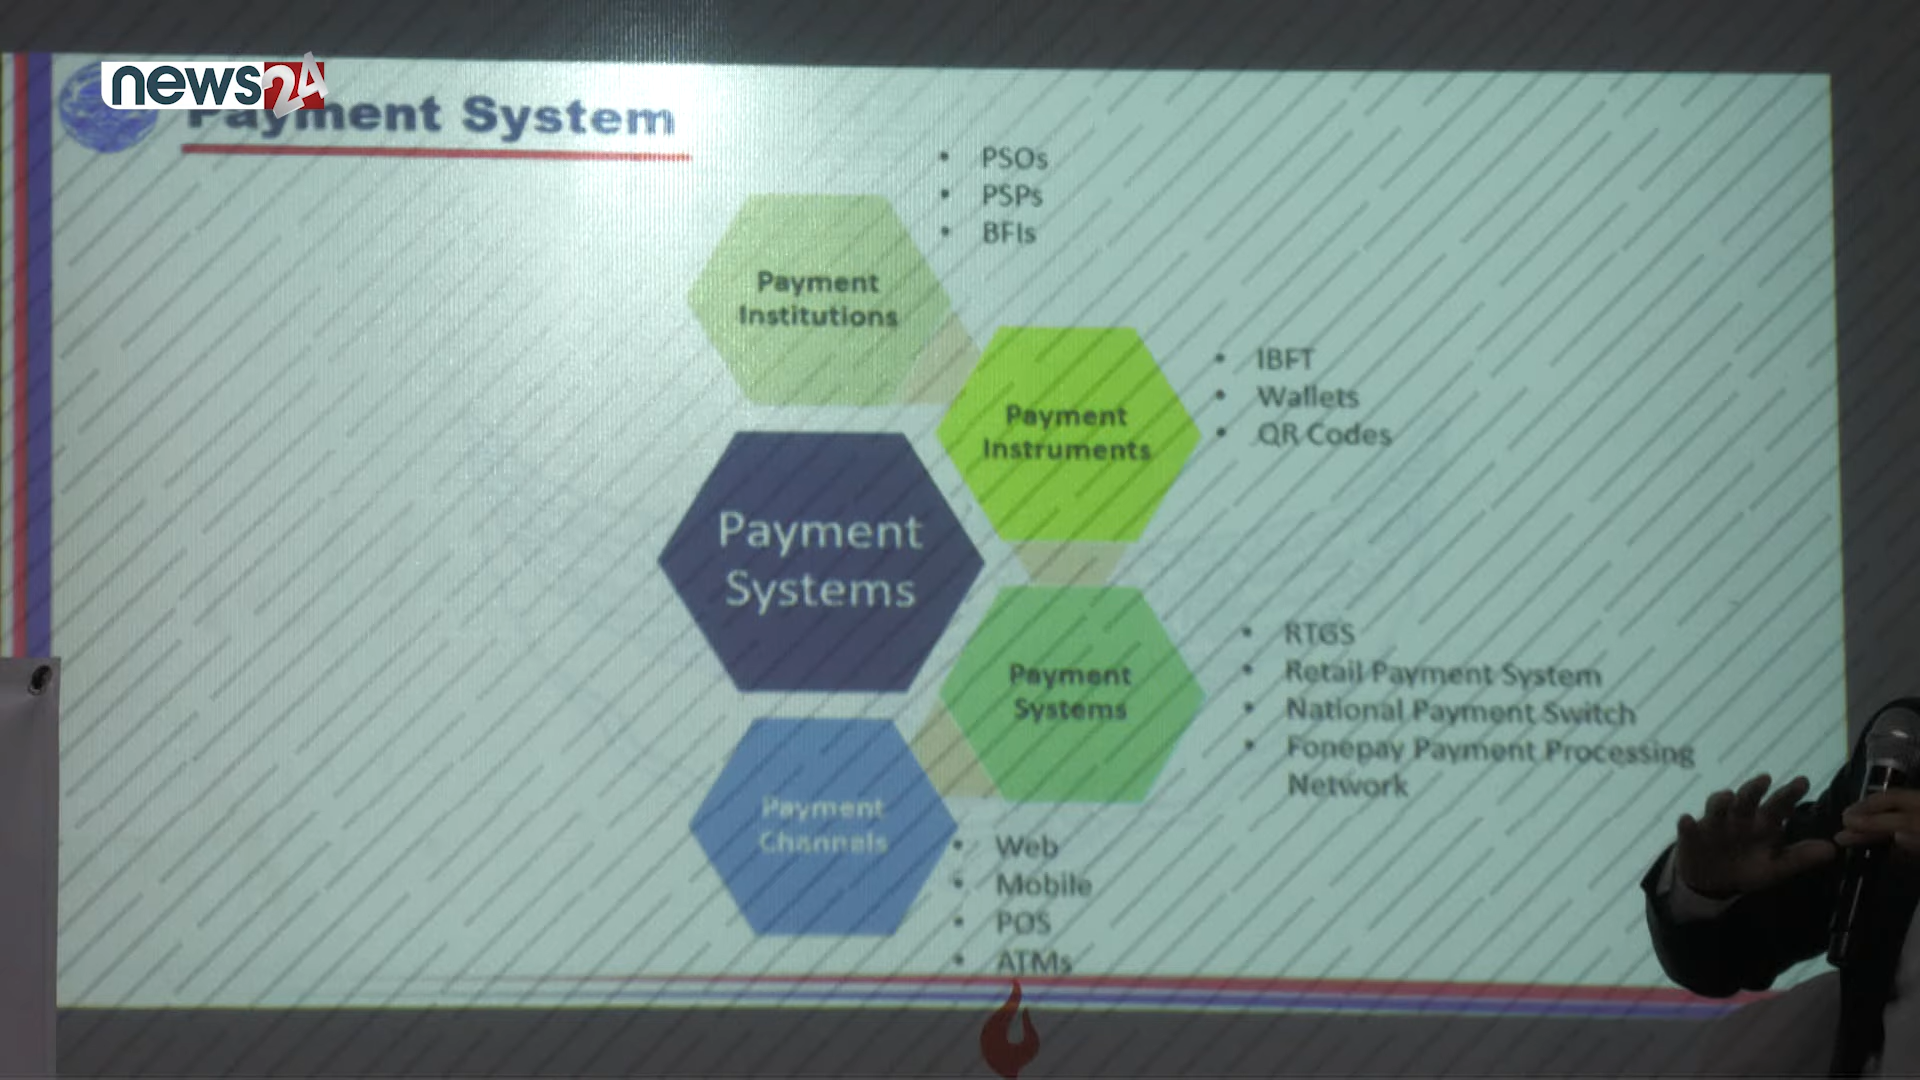 news24
Payment System
• PSOs
• PSPs
• BFIs
Payment
Institutions
• IBFT
• Wallets
• QR Codes
Payment
Instruments
Payment
Systems
• RTGS
• Retail Payment System
• National Payment Switch
• Fonepay Payment Processing
Network
Payment
Systems
Payment
Channels
• Web
• Mobile
• POS
• ATMs